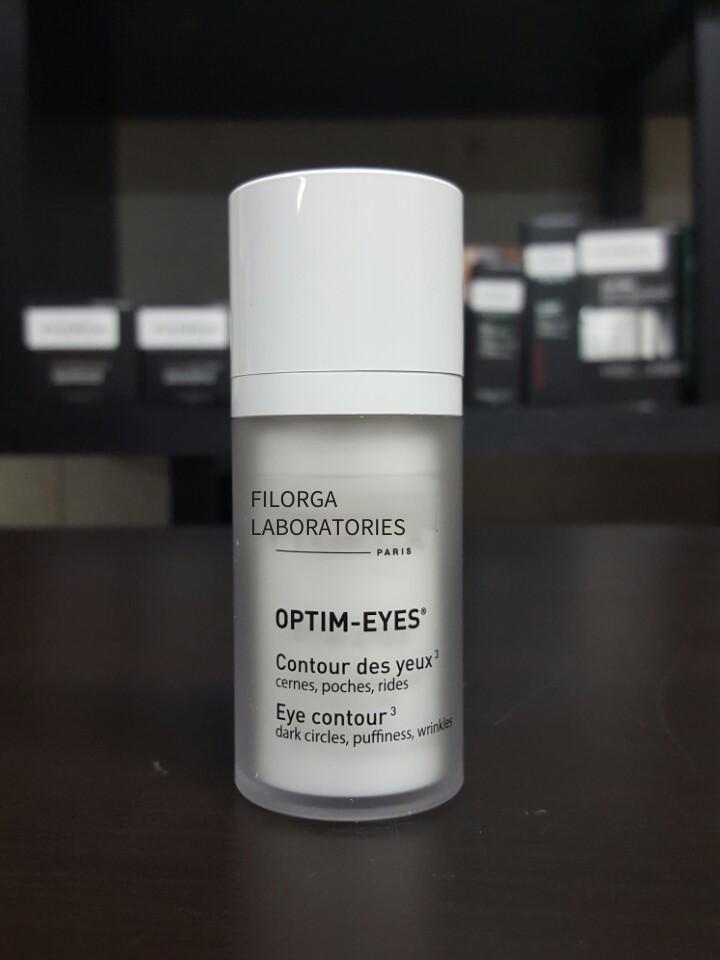 FILORGA
LABORATORIES
PARIS
OPTIM-EYES®
Contour des yeux³
cernes, poches, rides
Eye contour³
dark circles, puffiness, wrinkles